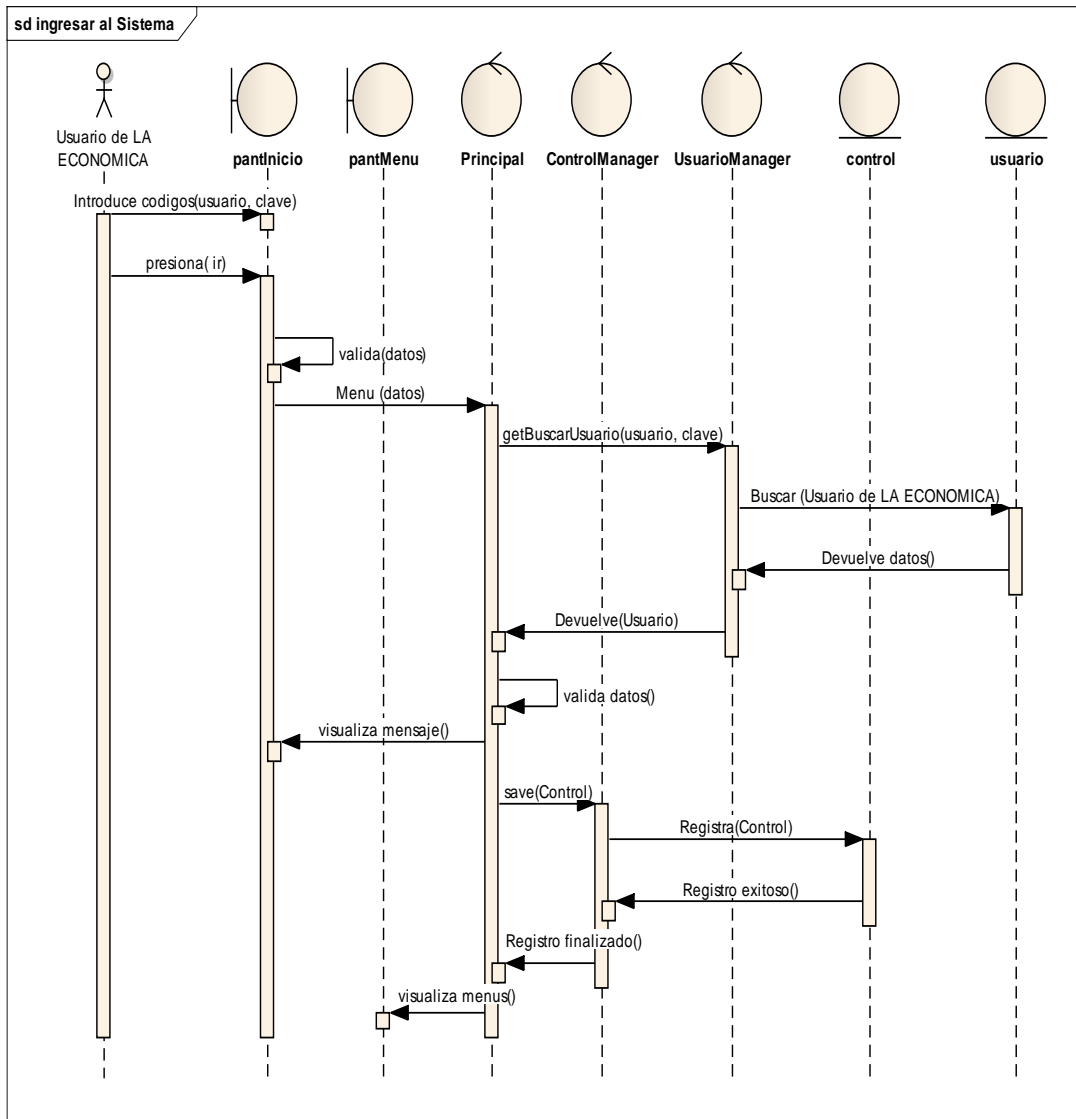 sd ingresar al Sistema
Usuario de LA
ECONOMICA
pantInicio
pantMenu
Principal
ControlManager
UsuarioManager
control
usuario
Introduce codigos(usuario, clave)
presiona( ir)
valida(datos)
Menu (datos)
getBuscarUsuario(usuario, clave)
Buscar (Usuario de LA ECONOMICA)
Devuelve datos()
Devuelve(Usuario)
valida datos()
visualiza mensaje()
save(Control)
Registra(Control)
Registro exitoso()
Registro finalizado()
visualiza menus()